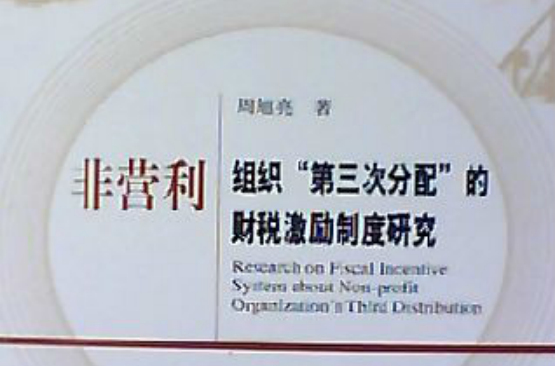 周旭亮 著
非营利
组织“第三次分配”的
财税激励制度研究
Research on Fiscal Incentive
System about Non-profit
Organization's Third Distribution